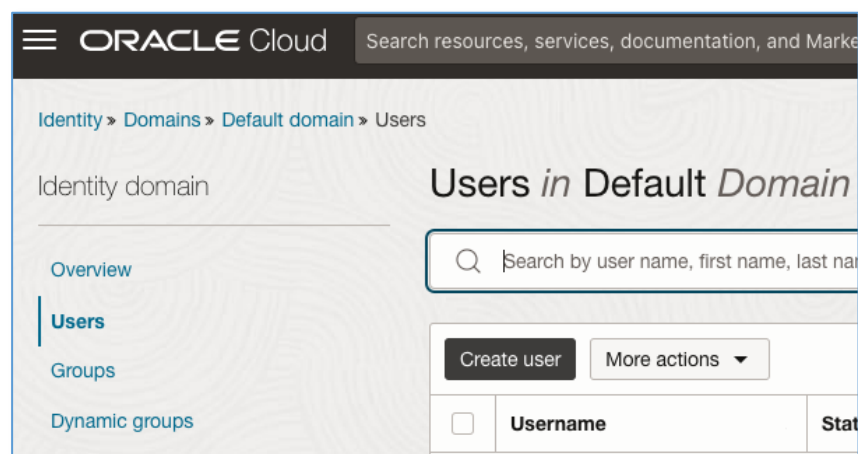 ORACLE Cloud
Search resources, services, documentation, and Marke
Identity » Domains » Default domain » Users
Identity domain
Overview
Users
Groups
Dynamic groups
Users in Default Domain
Search by user name, first name, last nar
Create user
More actions
Username
Stat